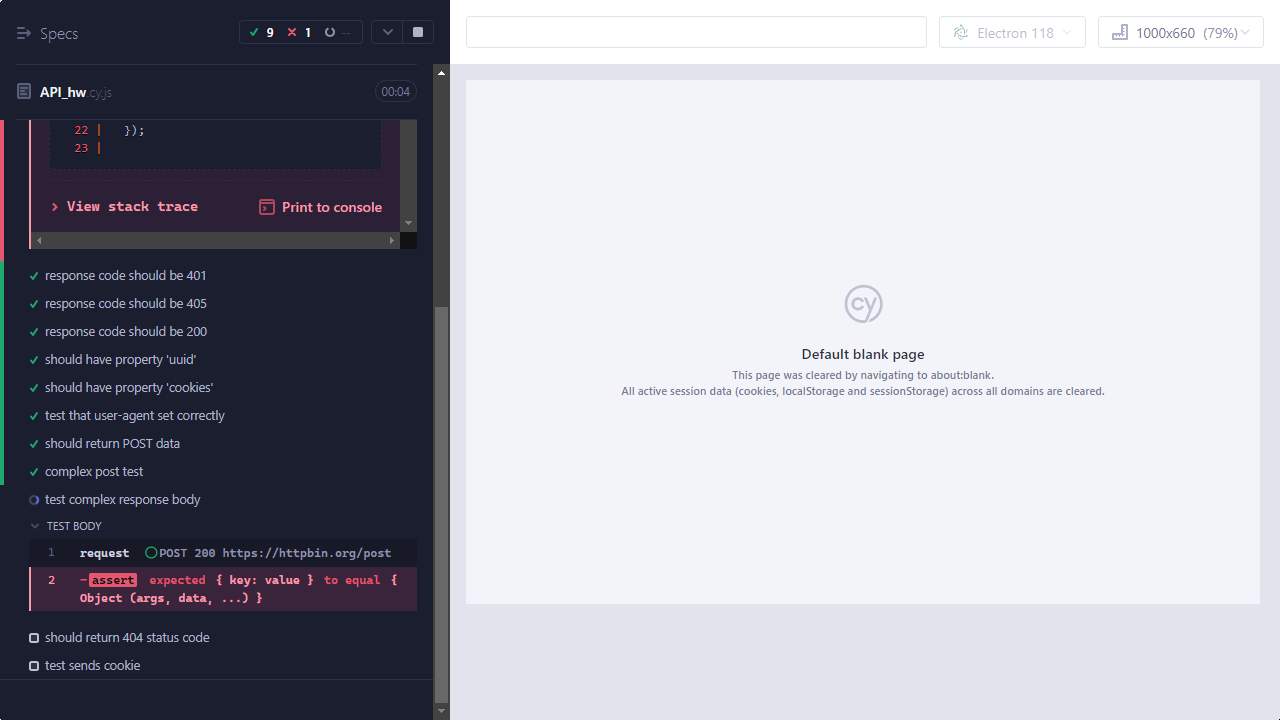 Specs
9 1 --
Electron 118
1000x660 (79%)
API_hw.cy.js
00:04
22 | });
23 |
View stack trace
Print to console
response code should be 401
response code should be 405
response code should be 200
should have property 'uuid'
should have property 'cookies'
test that user-agent set correctly
should return POST data
complex post test
test complex response body
TEST BODY
1 request POST 200 https://httpbin.org/post
2 -assert expected { key: value } to equal {
Object (args, data, ...) }
should return 404 status code
test sends cookie
cy
Default blank page
This page was cleared by navigating to about:blank.
All active session data (cookies, localStorage and sessionStorage) across all domains are cleared.